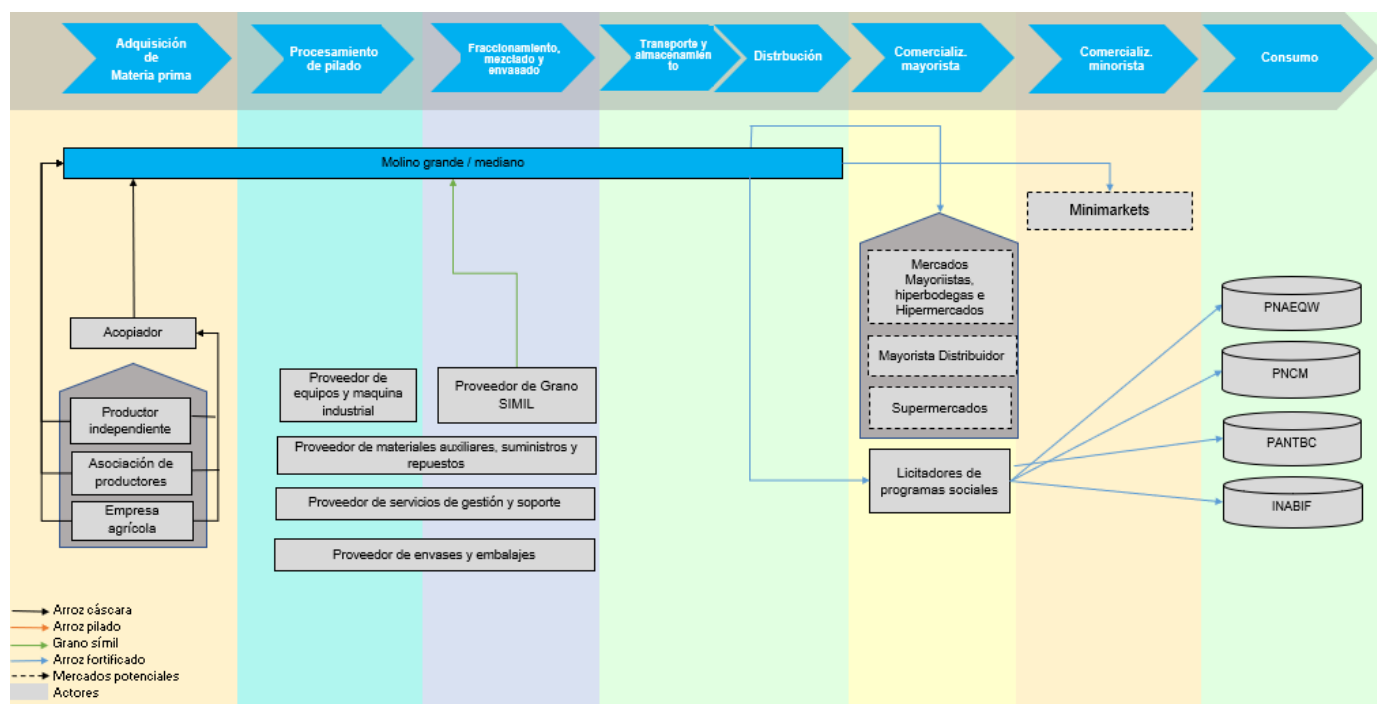 Adquisición
de
Materia prima
Procesamiento
de pilado
Fraccionamiento,
mezclado y
envasado
Transporte y
almacenamien
to
Distrbución
Comercializ.
mayorista
Comercializ.
minorista
Consumo
Molino grande / mediano
Minimarkets
Mercados
Mayoriistas,
hiperbodegas e
Hipermercados
Mayorista Distribuidor
Supermercados
Licitadores de
programas sociales
PNAEQW
PNCM
PANTBC
INABIF
Acopiador
Productor
independiente
Asociación de
productores
Empresa
agrícola
Proveedor de
equipos y maquina
industrial
Proveedor de Grano
SIMIL
Proveedor de materiales auxiliares, suministros y
repuestos
Proveedor de servicios de gestión y soporte
Proveedor de envases y embalajes
Arroz cáscara
Arroz pilado
Grano símil
Arroz fortificado
Mercados potenciales
Actores